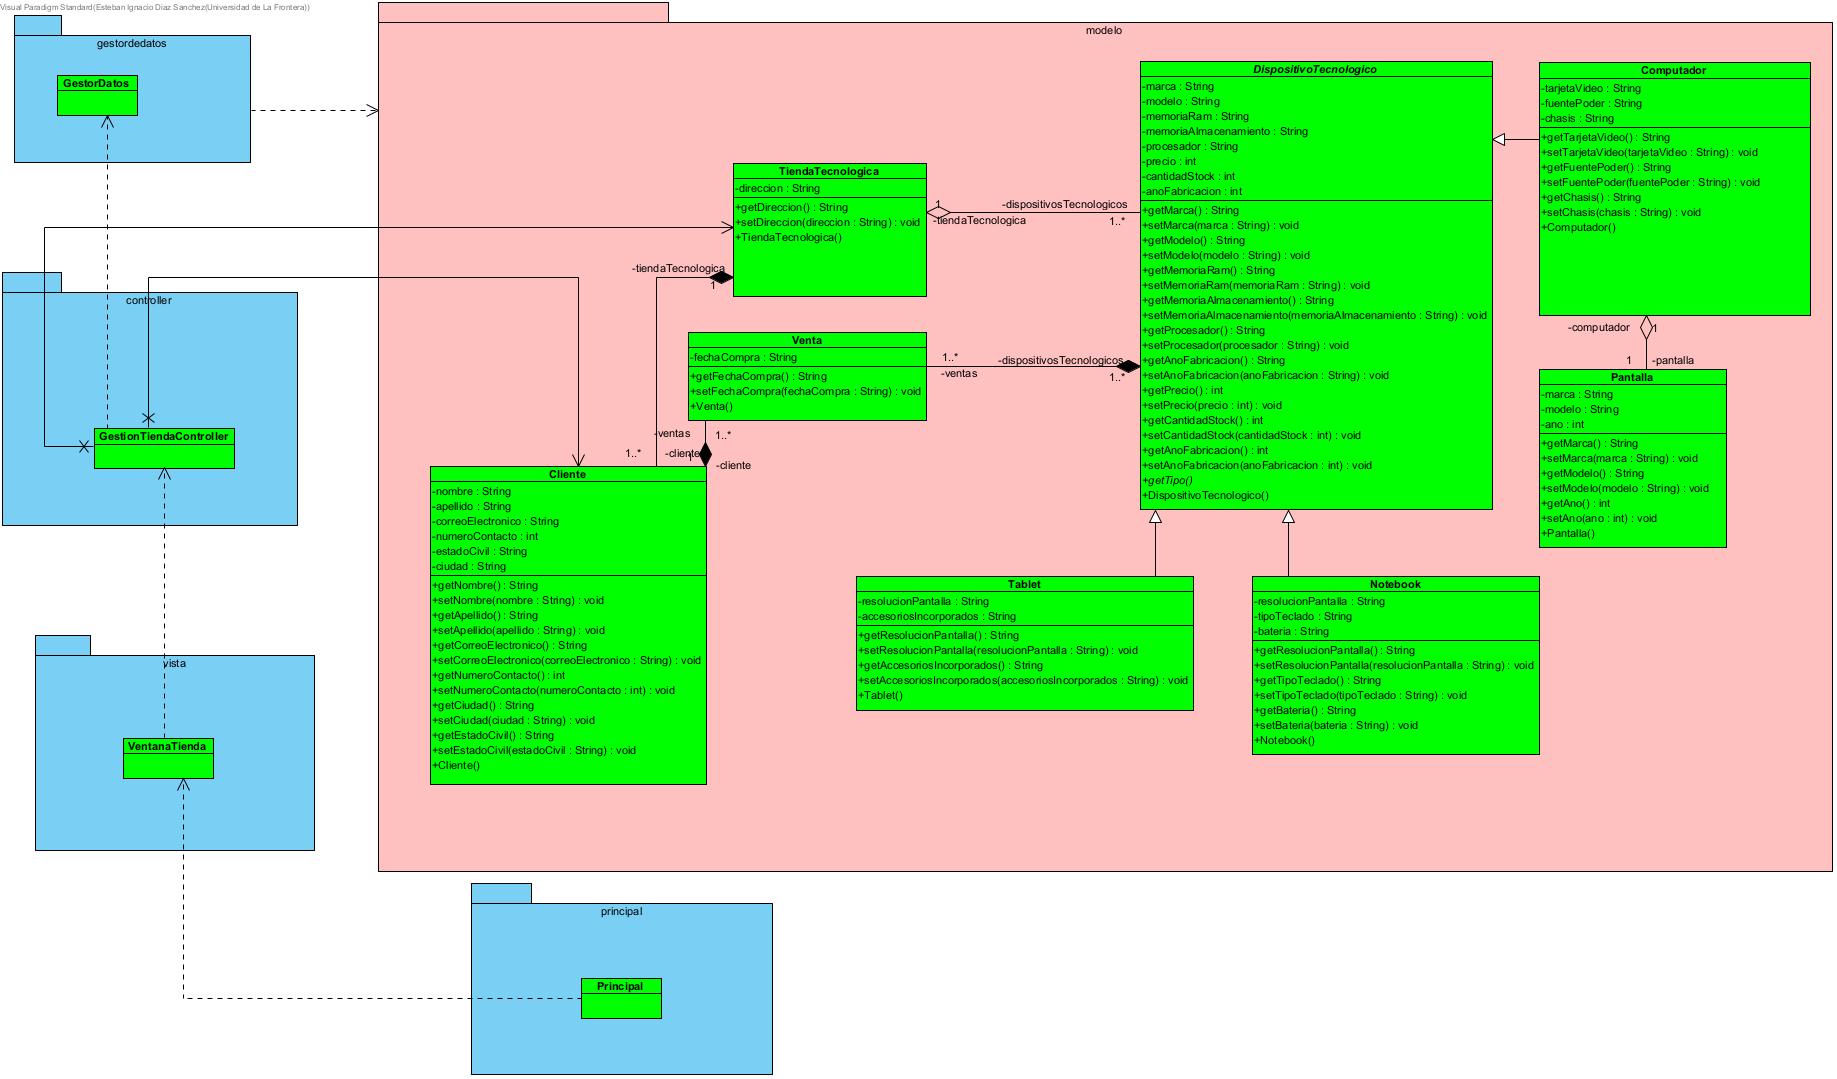 Visual Paradigm Standard(Esteban Ignacio Diaz Sanchez(Universidad de La Frontera))
gestordedatos
GestorDatos
controller
GestionTiendaController
vista
VentanaTienda
principal
Principal
modelo
TiendaTecnologica
-direccion : String
+getDireccion() : String
+setDireccion(direccion : String) : void
+TiendaTecnologica()
1
-tiendaTecnologica
-dispositivosTecnologicos
1..*
-tiendaTecnologica
1
Venta
-fechaCompra : String
+getFechaCompra() : String
+setFechaCompra(fechaCompra : String) : void
+Venta()
1..*
-ventas
-dispositivosTecnologicos
1..*
-ventas
1..*
1..*
-cliente
1
-cliente
Cliente
-nombre : String
-apellido : String
-correoElectronico : String
-numeroContacto : int
-estadoCivil : String
-ciudad : String
+getNombre() : String
+setNombre(nombre : String) : void
+getApellido() : String
+setApellido(apellido : String) : void
+getCorreoElectronico() : String
+setCorreoElectronico(correoElectronico : String) : void
+getNumeroContacto() : int
+setNumeroContacto(numeroContacto : int) : void
+getCiudad() : String
+setCiudad(ciudad : String) : void
+getEstadoCivil() : String
+setEstadoCivil(estadoCivil : String) : void
+Cliente()
DispositivoTecnologico
-marca : String
-modelo : String
-memoriaRam : String
-memoriaAlmacenamiento : String
-procesador : String
-precio : int
-cantidadStock : int
-anoFabricacion : int
+getMarca() : String
+setMarca(marca : String) : void
+getModelo() : String
+setModelo(modelo : String) : void
+getMemoriaRam() : String
+setMemoriaRam(memoriaRam : String) : void
+getMemoriaAlmacenamiento() : String
+setMemoriaAlmacenamiento(memoriaAlmacenamiento : String) : void
+getProcesador() : String
+setProcesador(procesador : String) : void
+getAnoFabricacion() : String
+setAnoFabricacion(anoFabricacion : String) : void
+getPrecio() : int
+setPrecio(precio : int) : void
+getCantidadStock() : int
+setCantidadStock(cantidadStock : int) : void
+getAnoFabricacion() : int
+setAnoFabricacion(anoFabricacion : int) : void
+getTipo()
+DispositivoTecnologico()
Computador
-tarjetaVideo : String
-fuentePoder : String
-chasis : String
+getTarjetaVideo() : String
+setTarjetaVideo(tarjetaVideo : String) : void
+getFuentePoder() : String
+setFuentePoder(fuentePoder : String) : void
+getChasis() : String
+setChasis(chasis : String) : void
+Computador()
-computador
1
1
-pantalla
Pantalla
-marca : String
-modelo : String
-ano : int
+getMarca() : String
+setMarca(marca : String) : void
+getModelo() : String
+setModelo(modelo : String) : void
+getAno() : int
+setAno(ano : int) : void
+Pantalla()
Tablet
-resolucionPantalla : String
-accesoriosIncorporados : String
+getResolucionPantalla() : String
+setResolucionPantalla(resolucionPantalla : String) : void
+getAccesoriosIncorporados() : String
+setAccesoriosIncorporados(accesoriosIncorporados : String) : void
+Tablet()
Notebook
-resolucionPantalla : String
-tipoTeclado : String
-bateria : String
+getResolucionPantalla() : String
+setResolucionPantalla(resolucionPantalla : String) : void
+getTipoTeclado() : String
+setTipoTeclado(tipoTeclado : String) : void
+getBateria() : String
+setBateria(bateria : String) : void
+Notebook()